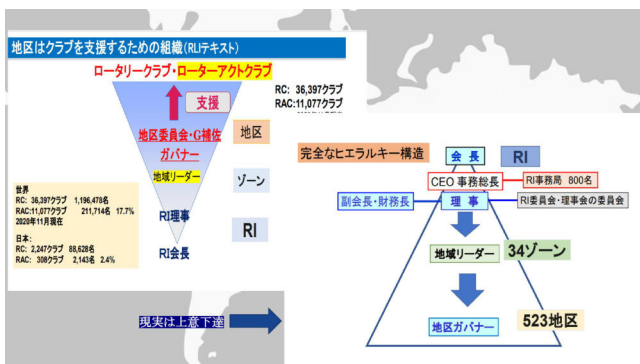 地区はクラブを支援するための組織(RLIテキスト)
ロータリークラブ・ローターアクトクラブ
RC: 36,397クラブ
RAC:11,077クラブ
支援
地区委員会・G補佐
ガバナー
地域リーダー
地区
ゾーン
RI
RI理事
RI会長
世界
RC: 36,397クラブ 1,196,478名
RAC:11,077クラブ 211,714名 17.7%
2020年11月現在
日本:
RC: 2,247クラブ 88,628名
RAC: 308クラブ 2,143名 2.4%
現実は上意下達
完全なヒエラルキー構造
会長
RI
CEO 事務総長
RI事務局 800名
副会長・財務長
理事
RI委員会・理事会の委員会
地域リーダー
34ゾーン
地区ガバナー
523地区